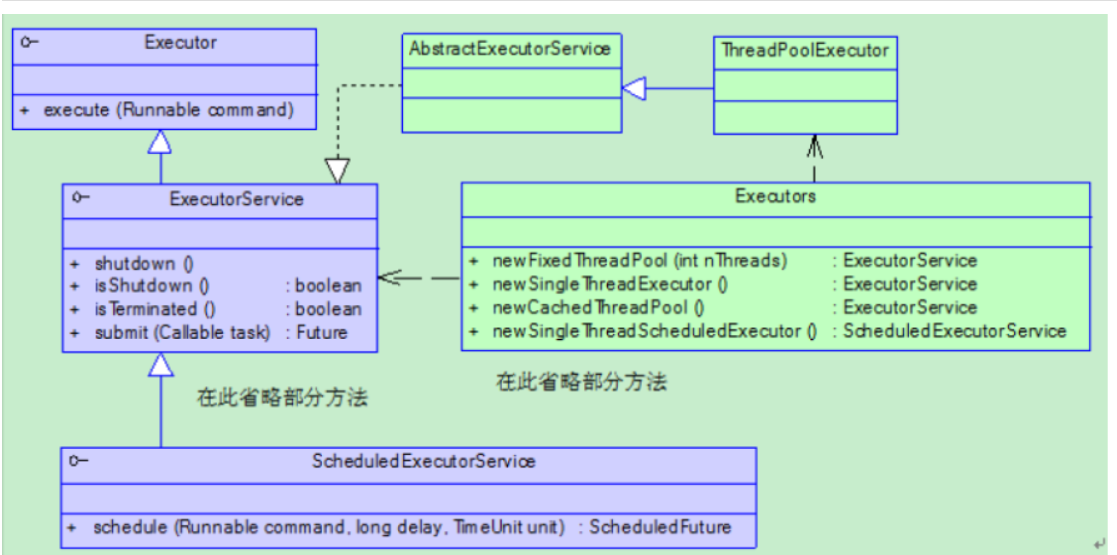 Executor
+ execute (Runnable command)
AbstractExecutorService
ThreadPoolExecutor
ExecutorService
+ shutdown ()
+ isShutdown () : boolean
+ isTerminated () : boolean
+ submit (Callable task) : Future
Executors
+ newFixedThreadPool (int nThreads) : ExecutorService
+ newSingleThreadExecutor () : ExecutorService
+ newCachedThreadPool () : ExecutorService
+ newSingleThreadScheduledExecutor () : ScheduledExecutorService
在此省略部分方法
在此省略部分方法
ScheduledExecutorService
+ schedule (Runnable command, long delay, TimeUnit unit) : ScheduledFuture